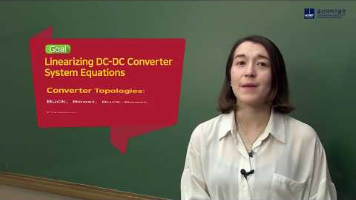 Goal
Linearizing DC-DC Converter
System Equations
Converter Topologies:
Buck, Boost, Buck-Boost